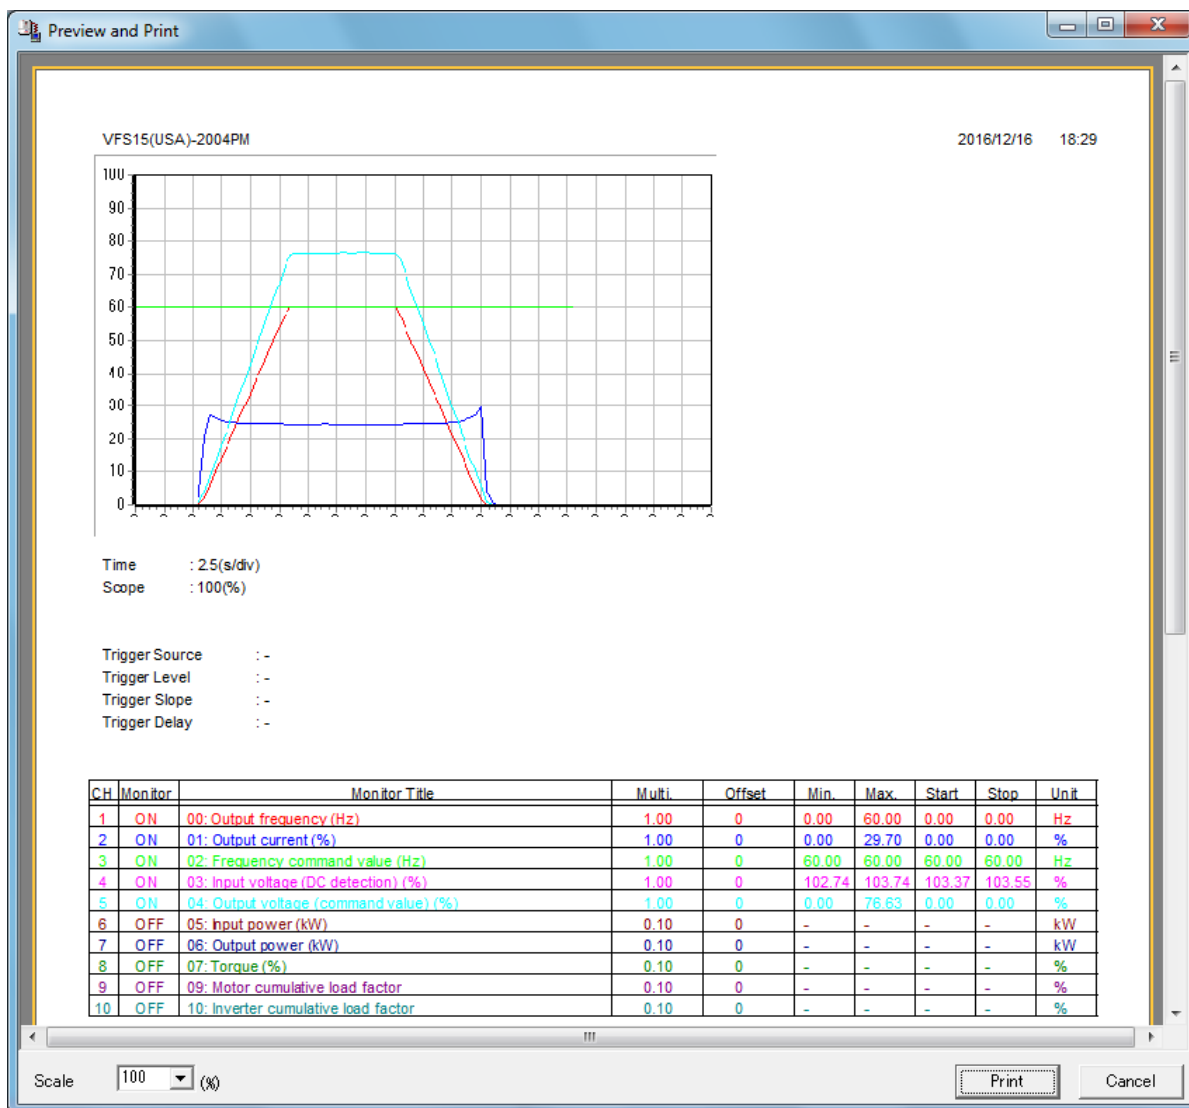 Preview and Print
VFS15(USA)-2004PM 2016/12/16 18:29
100
90
80
70
60
50
40
30
20
10
0
Time : 2.5(s/div)
Scope : 100(%)
Trigger Source : -
Trigger Level : -
Trigger Slope : -
Trigger Delay : -
CH Monitor Monitor Title Multi. Offset Min. Max. Start Stop Unit
1 ON 00: Output frequency (Hz) 1.00 0 0.00 60.00 0.00 0.00 Hz
2 ON 01: Output current (%) 1.00 0 0.00 29.70 0.00 0.00 %
3 ON 02: Frequency command value (Hz) 1.00 0 60.00 60.00 60.00 60.00 Hz
4 ON 03: Input voltage (DC detection) (%) 1.00 0 102.74 103.74 103.37 103.55 %
5 ON 04: Output voltage (command value) (%) 1.00 0 0.00 76.63 0.00 0.00 %
6 OFF 05: Input power (kW) 0.10 0 - - - - kW
7 OFF 06: Output power (kW) 0.10 0 - - - - kW
8 OFF 07: Torque (%) 0.10 0 - - - - %
9 OFF 09: Motor cumulative load factor 0.10 0 - - - - %
10 OFF 10: Inverter cumulative load factor 0.10 0 - - - - %
Scale 100 (%) Print Cancel